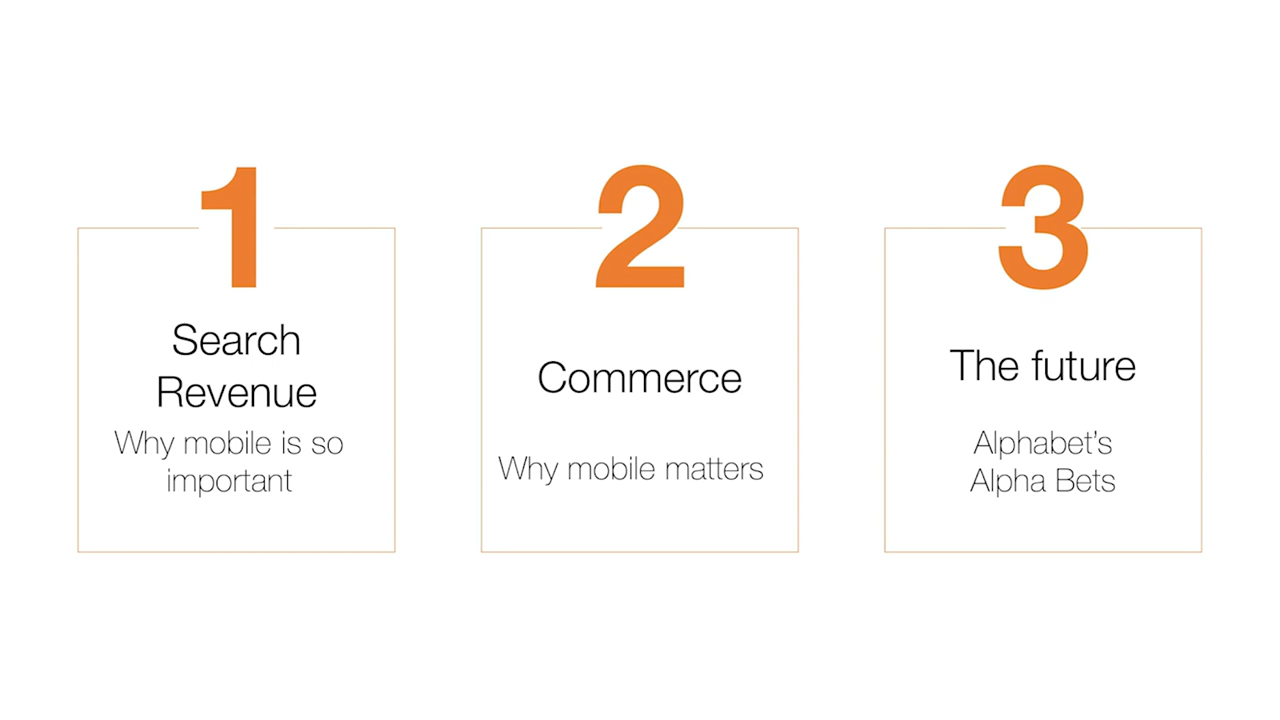 1
Search
Revenue
Why mobile is so
important
2
Commerce
Why mobile matters
3
The future
Alphabet's
Alpha Bets